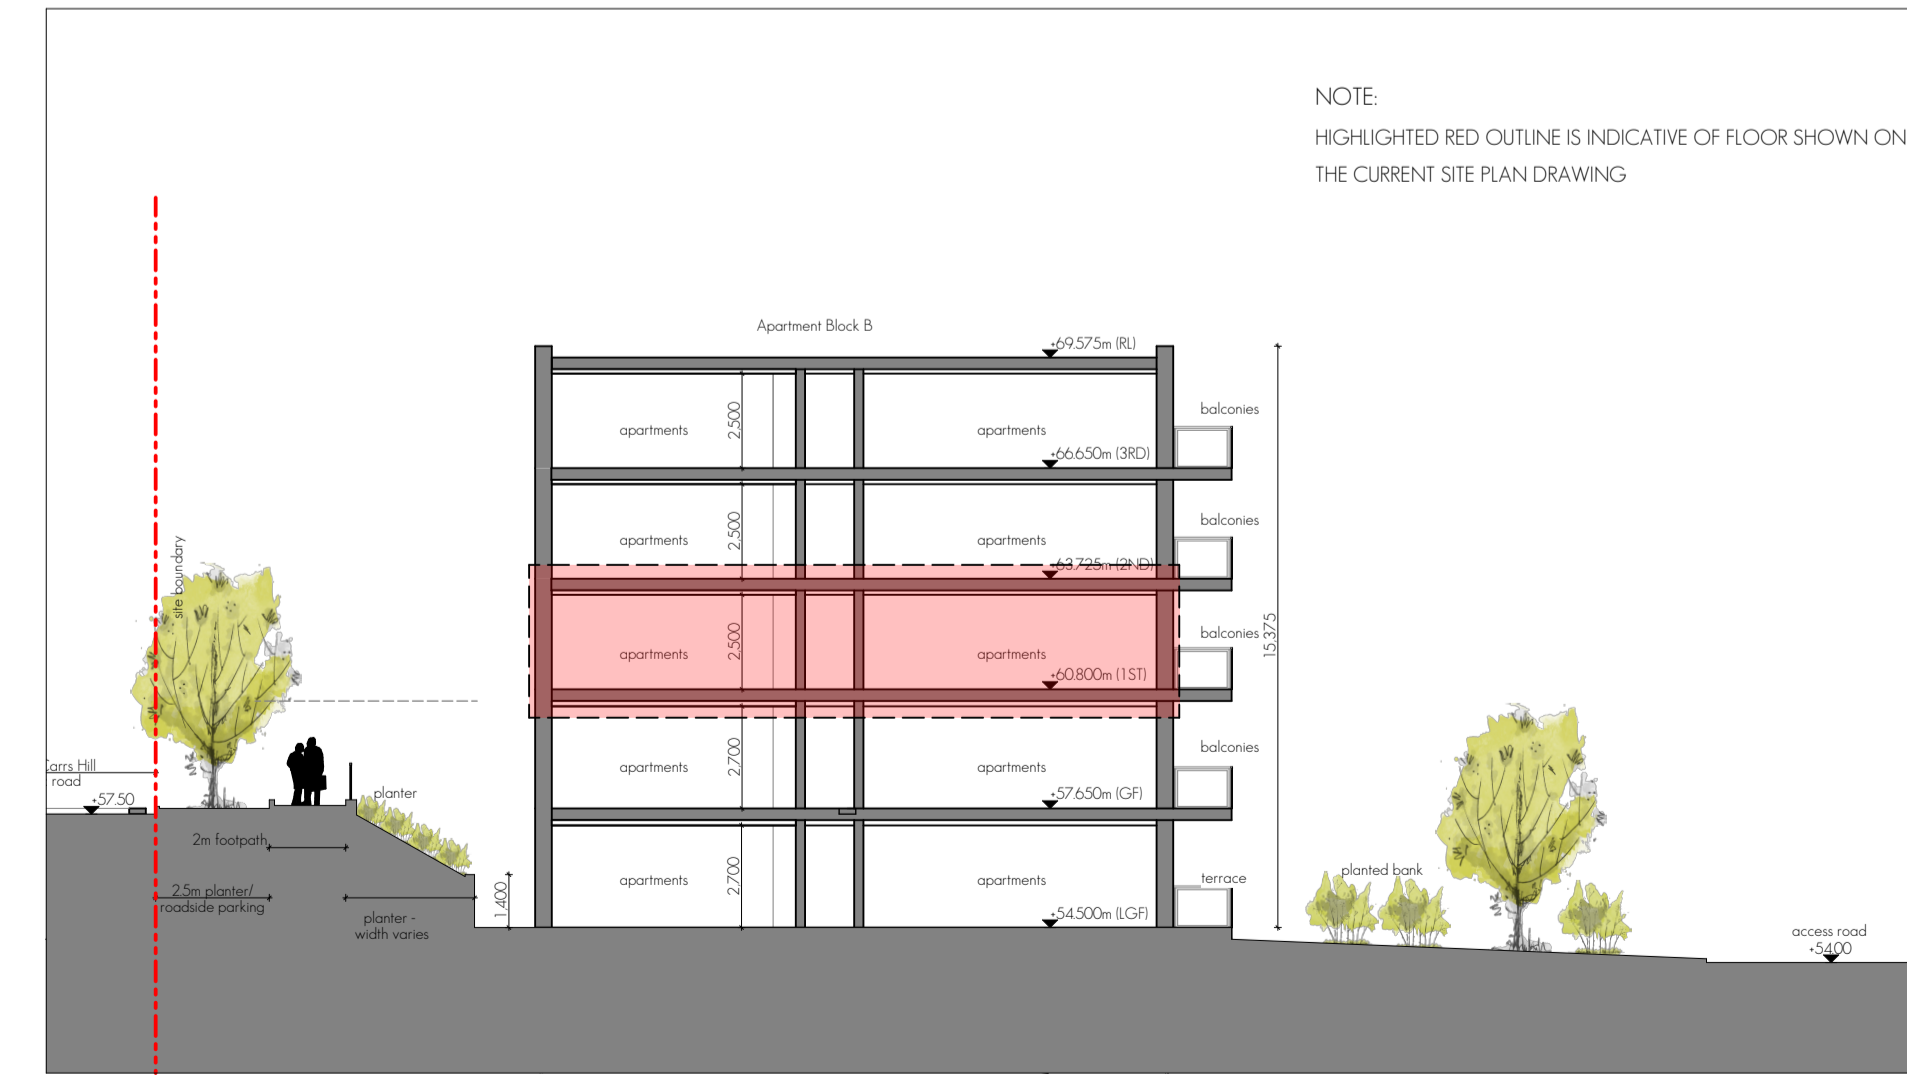 NOTE:
HIGHLIGHTED RED OUTLINE IS INDICATIVE OF FLOOR SHOWN ON
THE CURRENT SITE PLAN DRAWING
Apartment Block B
+69.575m (RL)
balconies
apartments
2,500
apartments
+66.650m (3RD)
balconies
apartments
2,500
apartments
+63.725m (2ND)
site boundary
balconies
15,375
apartments
2,500
apartments
+60.800m (1ST)
balconies
apartments
2,700
apartments
+57.650m (GF)
Carrs Hill
road
+57.50
planter
2m footpath
2.5m planter/
roadside parking
planter -
width varies
1,400
apartments
2,700
apartments
+54.500m (LGF)
terrace
planted bank
access road
+54.00